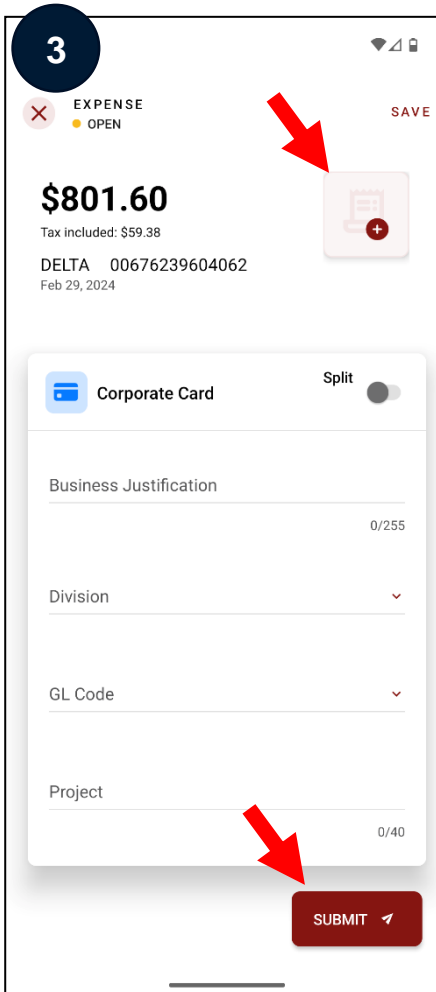 3
EXPENSE
OPEN
SAVE
$801.60
Tax included: $59.38
DELTA 00676239604062
Feb 29, 2024
Corporate Card
Split
Business Justification
0/255
Division
GL Code
Project
0/40
SUBMIT